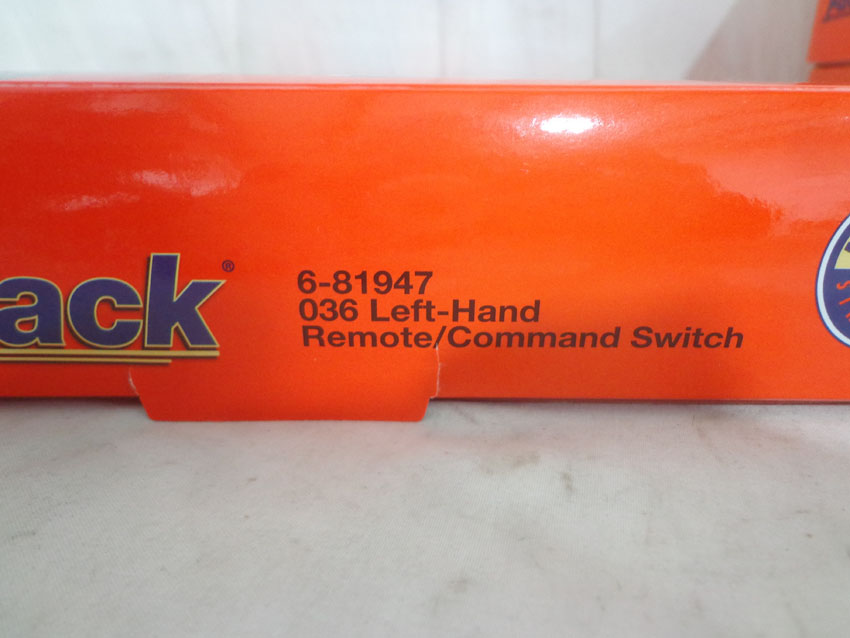 ack®
6-81947
036 Left-Hand
Remote/Command Switch